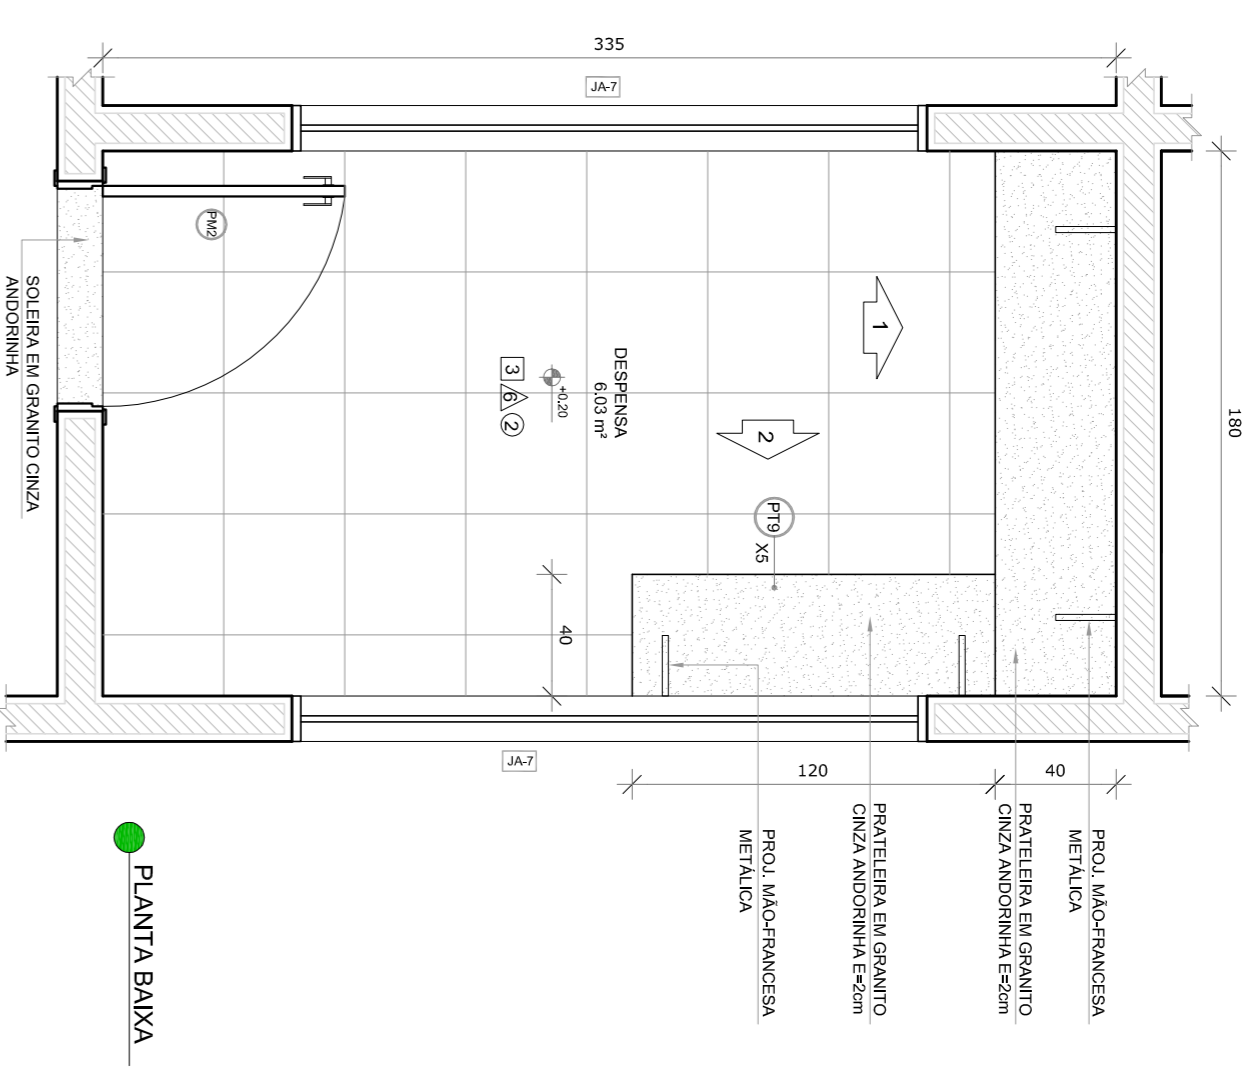 335
JA-7
180
PM2
SOLEIRA EM GRANITO CINZA
ANDORINHA
1
DESPENSA
6.03 m²
+0.20
3
6
2
2
PT9
X5
40
JA-7
120
40
PROJ. MÃO-FRANCESA
METÁLICA
PRATELEIRA EM GRANITO
CINZA ANDORINHA E=2cm
PRATELEIRA EM GRANITO
CINZA ANDORINHA E=2cm
PROJ. MÃO-FRANCESA
METÁLICA
PLANTA BAIXA